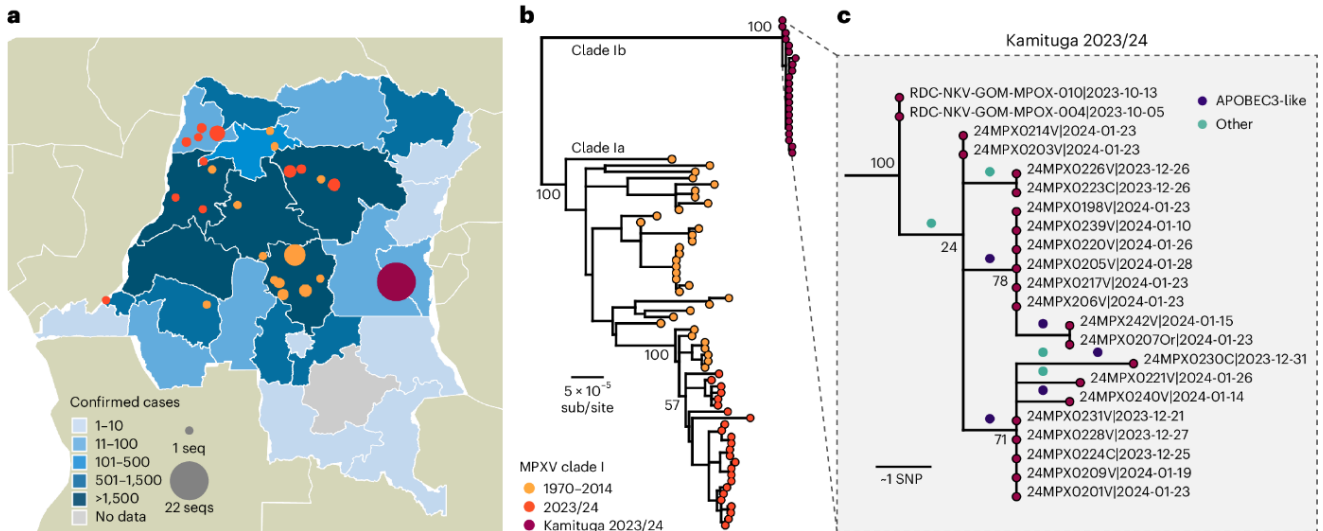 a
Confirmed cases
1–10
11–100
101–500
501–1,500
>1,500
No data
1 seq
22 seqs
b
100
Clade Ib
Clade Ia
100
100
57
5 × 10⁻⁵
sub/site
MPXV clade I
1970–2014
2023/24
Kamituga 2023/24
c
Kamituga 2023/24
RDC-NKV-GOM-MPOX-010|2023-10-13
RDC-NKV-GOM-MPOX-004|2023-10-05
24MPX0214V|2024-01-23
24MPX0203V|2024-01-23
24MPX0226V|2023-12-26
24MPX0223C|2023-12-26
24MPX0198V|2024-01-23
24MPX0239V|2024-01-10
24MPX0220V|2024-01-26
24MPX0205V|2024-01-28
24MPX0217V|2024-01-23
24MPX206V|2024-01-23
24MPX242V|2024-01-15
24MPX0207Or|2024-01-23
24MPX0230C|2023-12-31
24MPX0221V|2024-01-26
24MPX0240V|2024-01-14
24MPX0231V|2023-12-21
24MPX0228V|2023-12-27
24MPX0224C|2023-12-25
24MPX0209V|2024-01-19
24MPX0201V|2024-01-23
APOBEC3-like
Other
100
24
78
71
~1 SNP